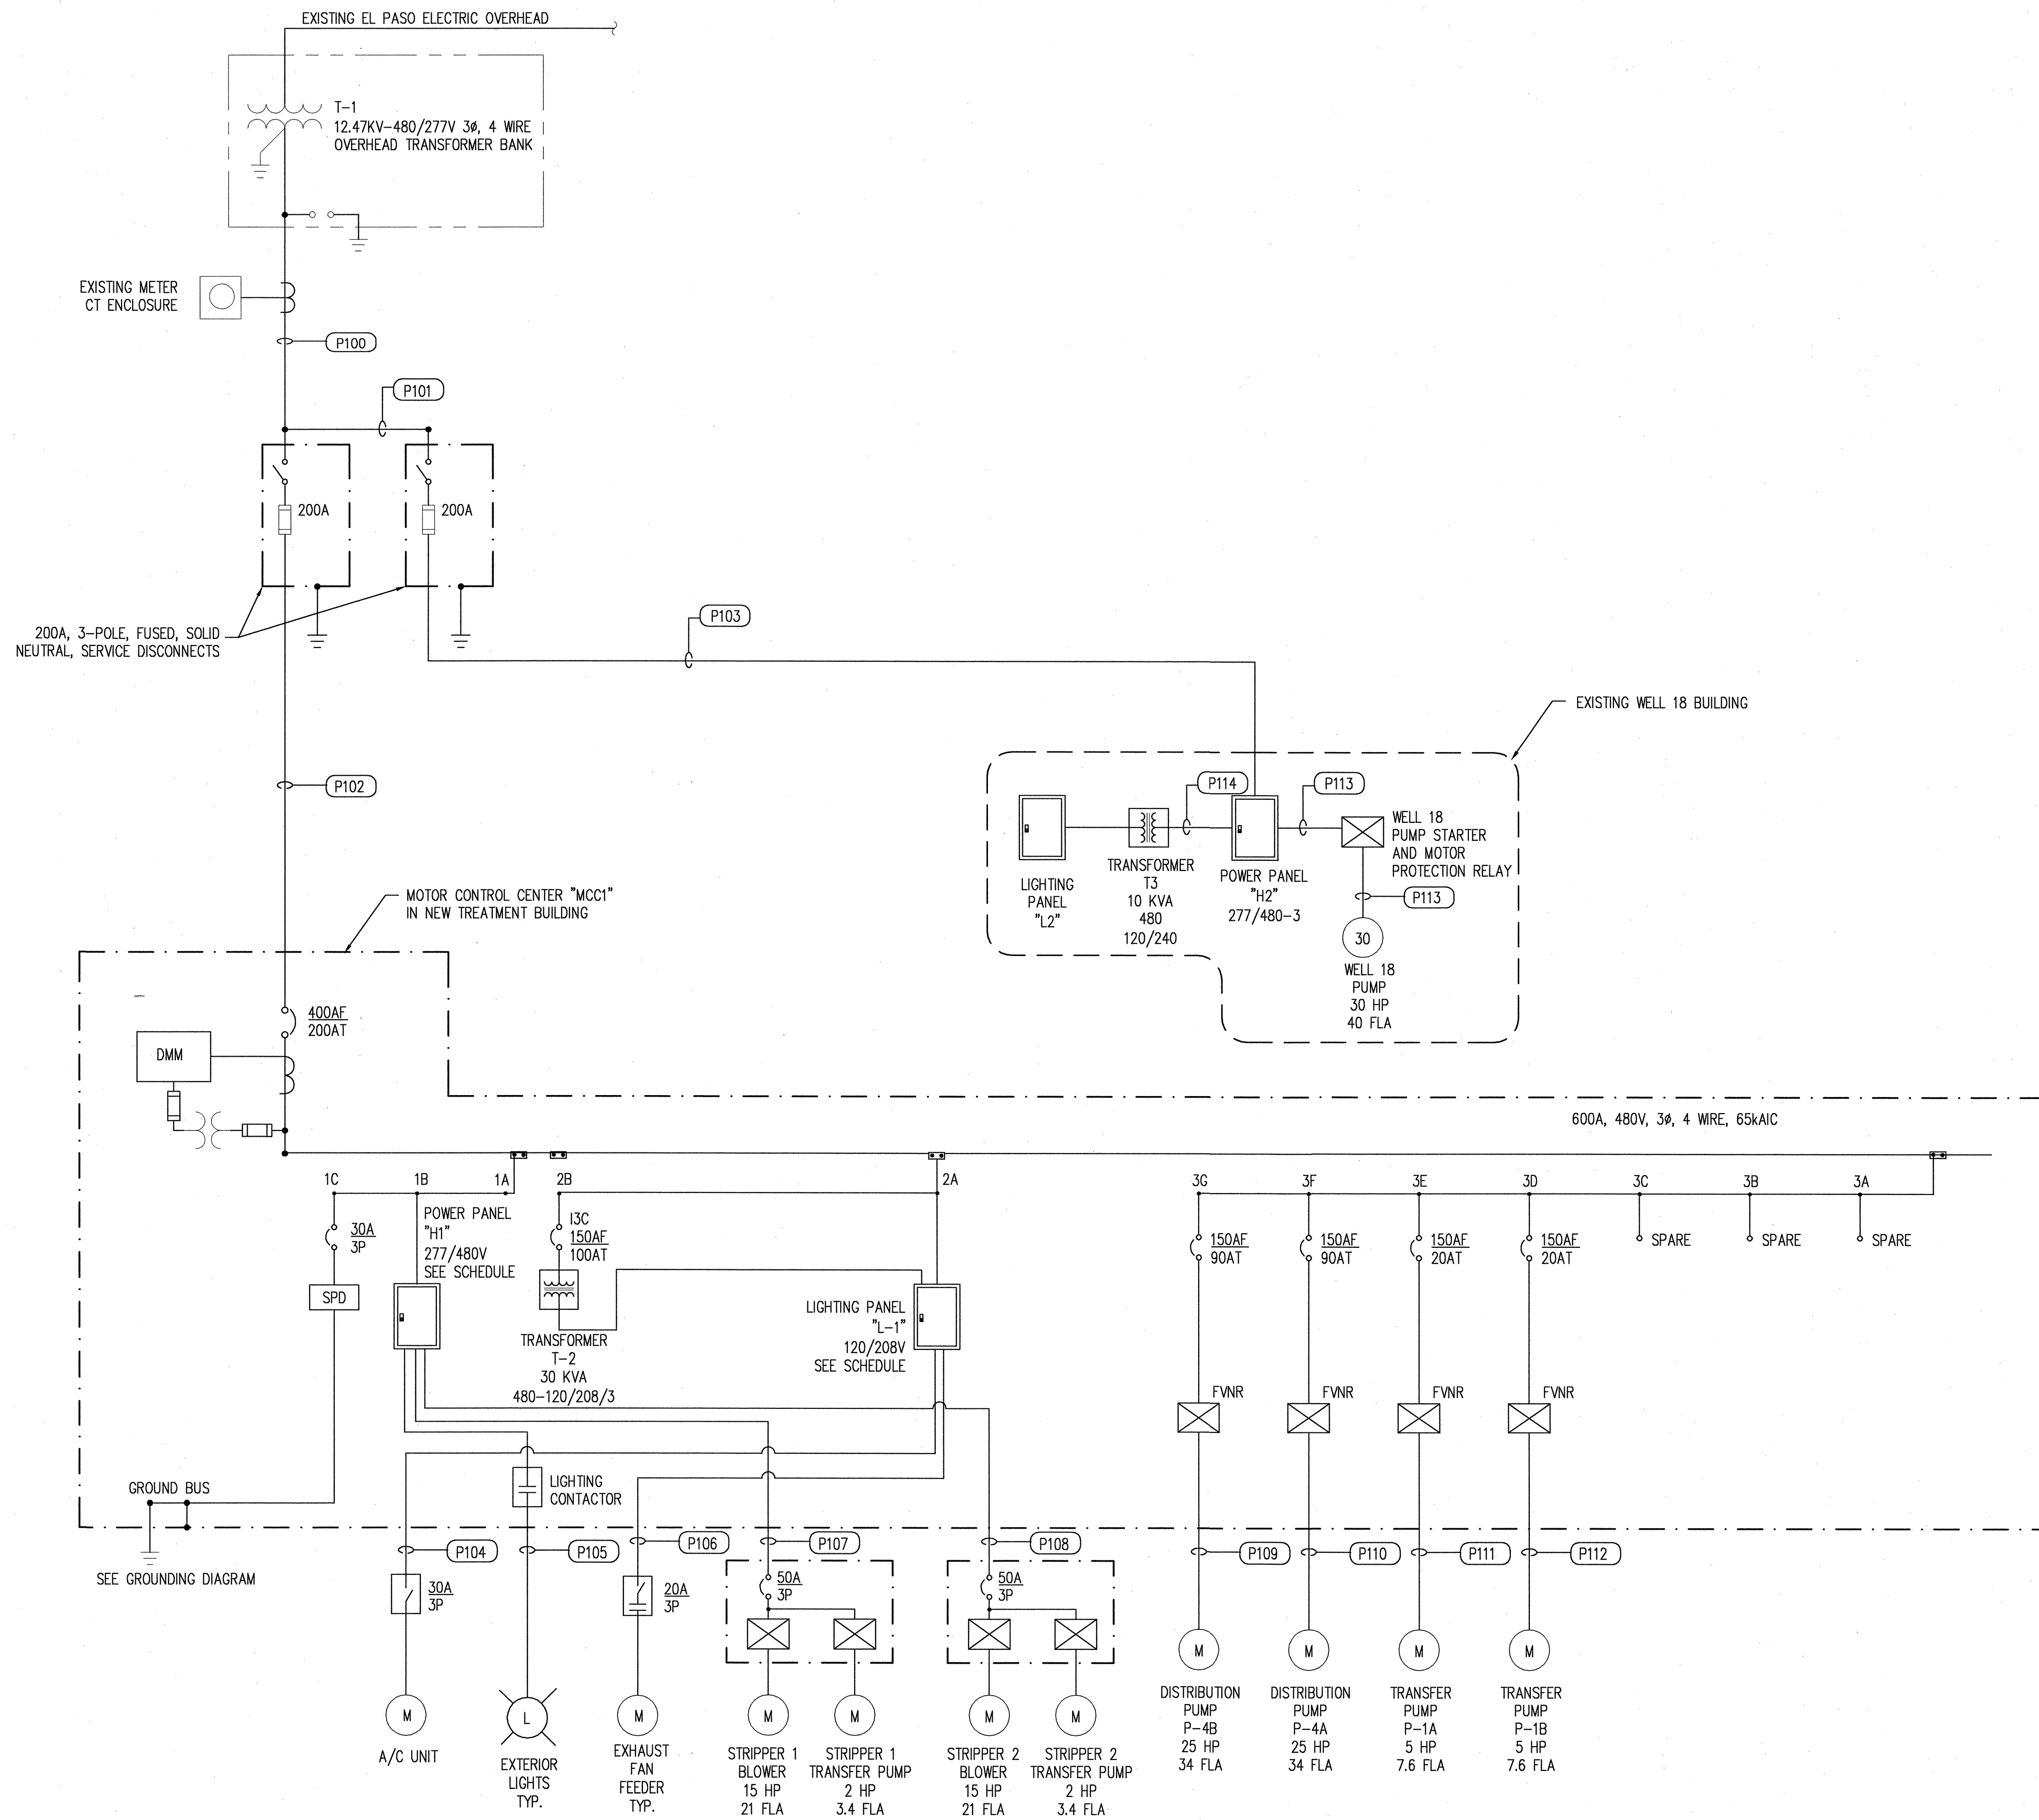 EXISTING EL PASO ELECTRIC OVERHEAD
T-1
12.47KV-480/277V 3ø, 4 WIRE
OVERHEAD TRANSFORMER BANK
EXISTING METER
CT ENCLOSURE
P100
P101
200A
200A
200A, 3-POLE, FUSED, SOLID
NEUTRAL, SERVICE DISCONNECTS
P103
EXISTING WELL 18 BUILDING
P102
P114
P113
WELL 18
PUMP STARTER
AND MOTOR
PROTECTION RELAY
LIGHTING
PANEL
"L2"
TRANSFORMER
T3
10 KVA
480
120/240
POWER PANEL
"H2"
277/480-3
P113
30
WELL 18
PUMP
30 HP
40 FLA
MOTOR CONTROL CENTER "MCC1"
IN NEW TREATMENT BUILDING
400AF
200AT
DMM
600A, 480V, 3ø, 4 WIRE, 65kAIC
1C
1B
1A
2B
2A
3G
3F
3E
3D
3C
3B
3A
30A
3P
POWER PANEL
"H1"
277/480V
SEE SCHEDULE
I3C
150AF
100AT
150AF
90AT
150AF
90AT
150AF
20AT
150AF
20AT
SPARE
SPARE
SPARE
SPD
TRANSFORMER
T-2
30 KVA
480-120/208/3
LIGHTING PANEL
"L-1"
120/208V
SEE SCHEDULE
FVNR
FVNR
FVNR
FVNR
LIGHTING
CONTACTOR
GROUND BUS
SEE GROUNDING DIAGRAM
P104
P105
P106
P107
P108
P109
P110
P111
P112
30A
3P
20A
3P
50A
3P
50A
3P
M
M
M
M
M
L
M
M
M
M
M
A/C UNIT
EXTERIOR
LIGHTS
TYP.
EXHAUST
FAN
FEEDER
TYP.
STRIPPER 1
BLOWER
15 HP
21 FLA
STRIPPER 1
TRANSFER PUMP
2 HP
3.4 FLA
STRIPPER 2
BLOWER
15 HP
21 FLA
STRIPPER 2
TRANSFER PUMP
2 HP
3.4 FLA
DISTRIBUTION
PUMP
P-4B
25 HP
34 FLA
DISTRIBUTION
PUMP
P-4A
25 HP
34 FLA
TRANSFER
PUMP
P-1A
5 HP
7.6 FLA
TRANSFER
PUMP
P-1B
5 HP
7.6 FLA